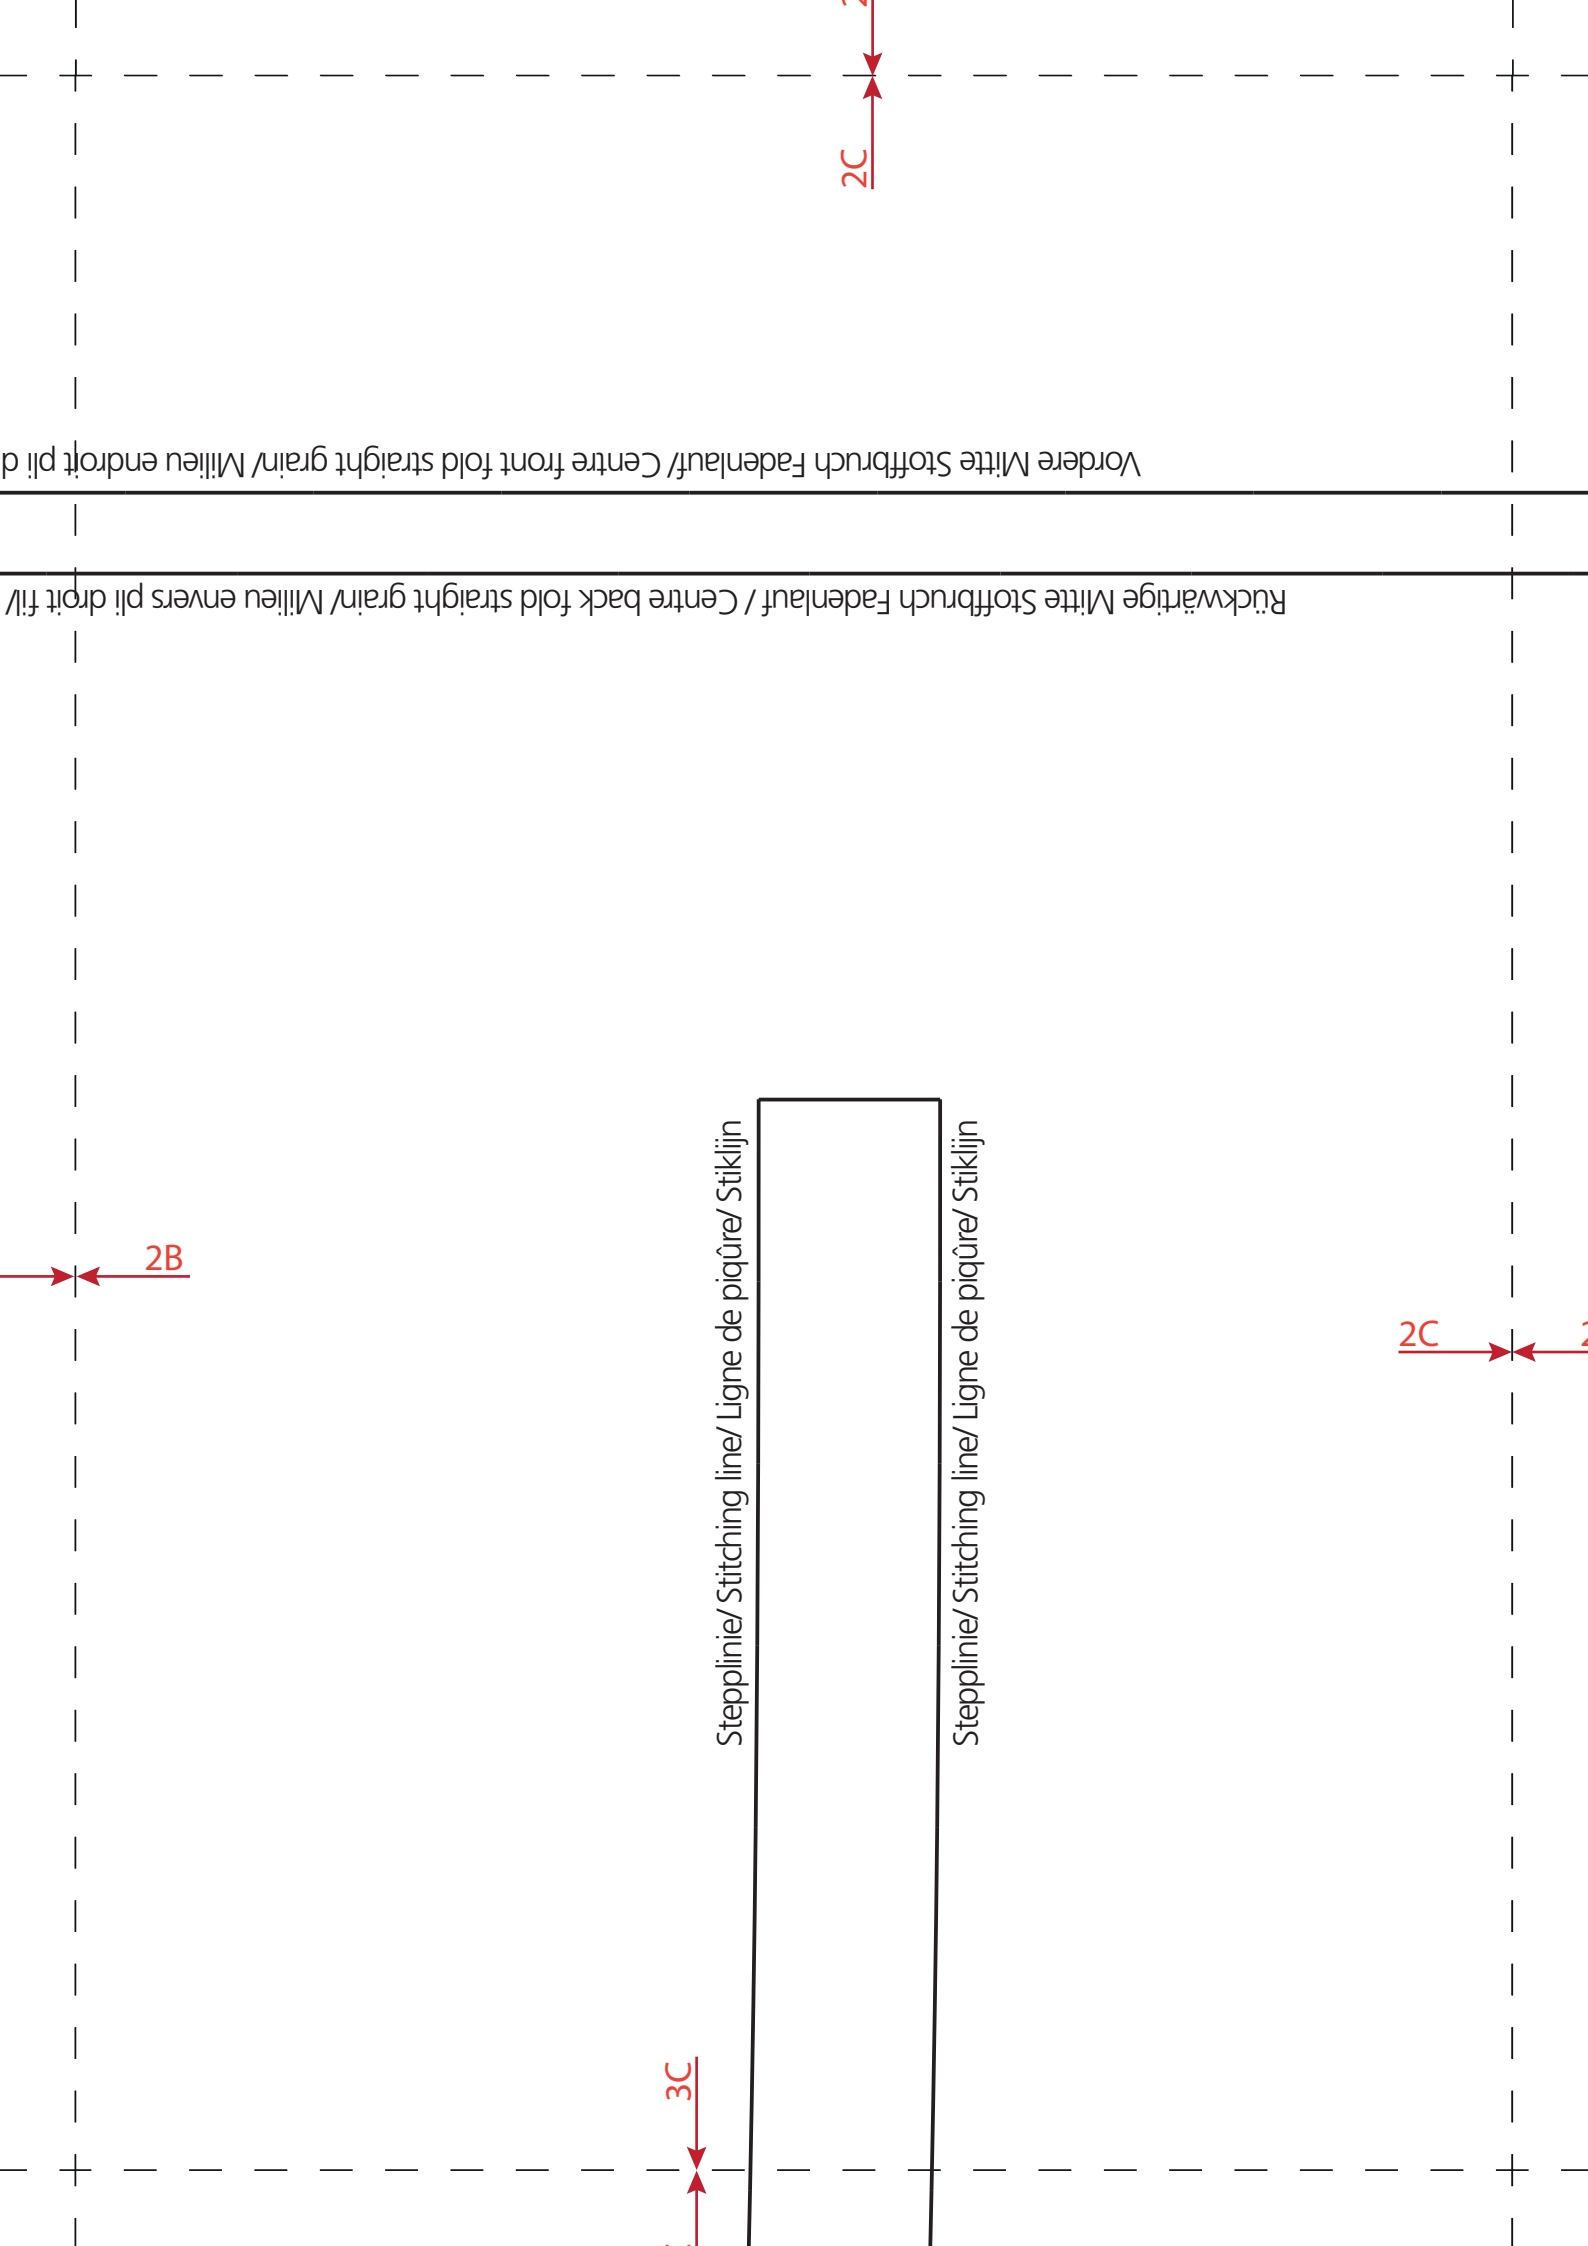 2C
Vordere Mitte Stoffbruch Fadenlauf/ Centre front fold straight grain/ Milieu endroit pli d
Rückwärtige Mitte Stoffbruch Fadenlauf / Centre back fold straight grain/ Milieu envers pli droit fil/
Stepplinie/ Stitching line/ Ligne de piqûre/ Stiklijn
Stepplinie/ Stitching line/ Ligne de piqûre/ Stiklijn
2B
2C
3C